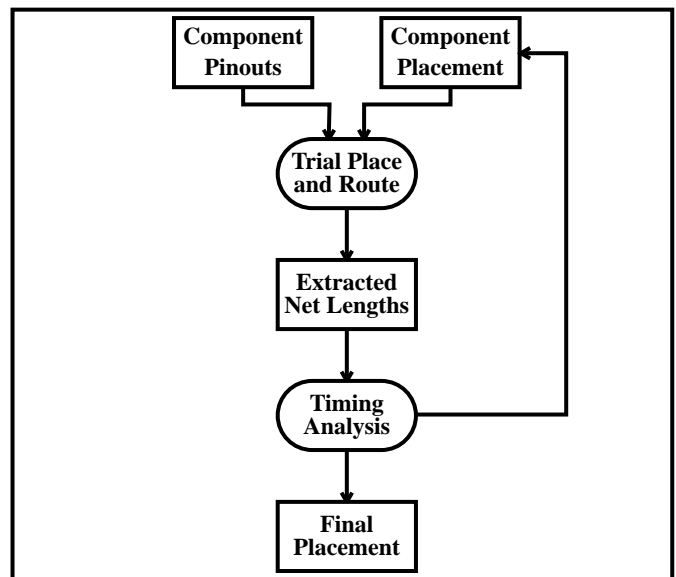 Component
Pinouts
Component
Placement
Trial Place
and Route
Extracted
Net Lengths
Timing
Analysis
Final
Placement